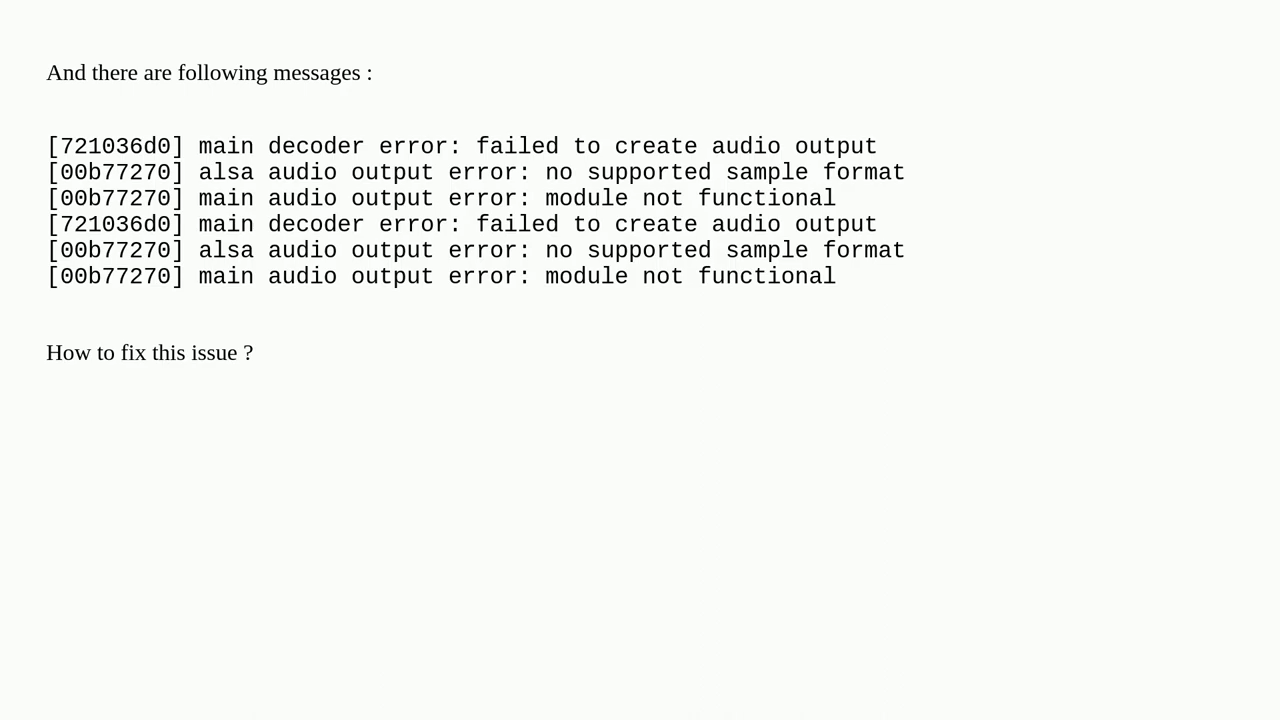 And there are following messages :
[721036d0] main decoder error: failed to create audio output
[00b77270] alsa audio output error: no supported sample format
[00b77270] main audio output error: module not functional
[721036d0] main decoder error: failed to create audio output
[00b77270] alsa audio output error: no supported sample format
[00b77270] main audio output error: module not functional
How to fix this issue ?